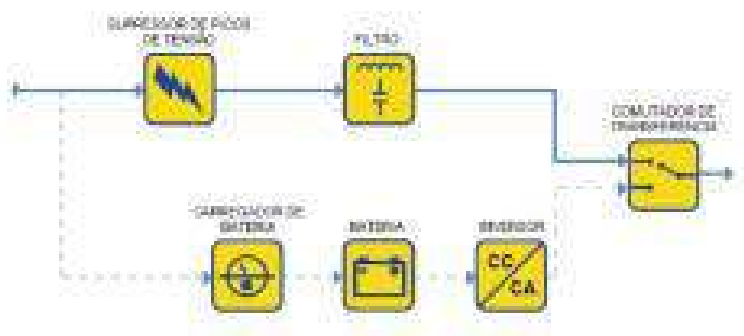 SUPRESSOR DE PICOS
DE TENSÃO
FILTRO
COMUTADOR DE
TRANSFERÊNCIA
CARREGADOR DE
BATERIA
BATERIA
INVERSOR
CC
CA